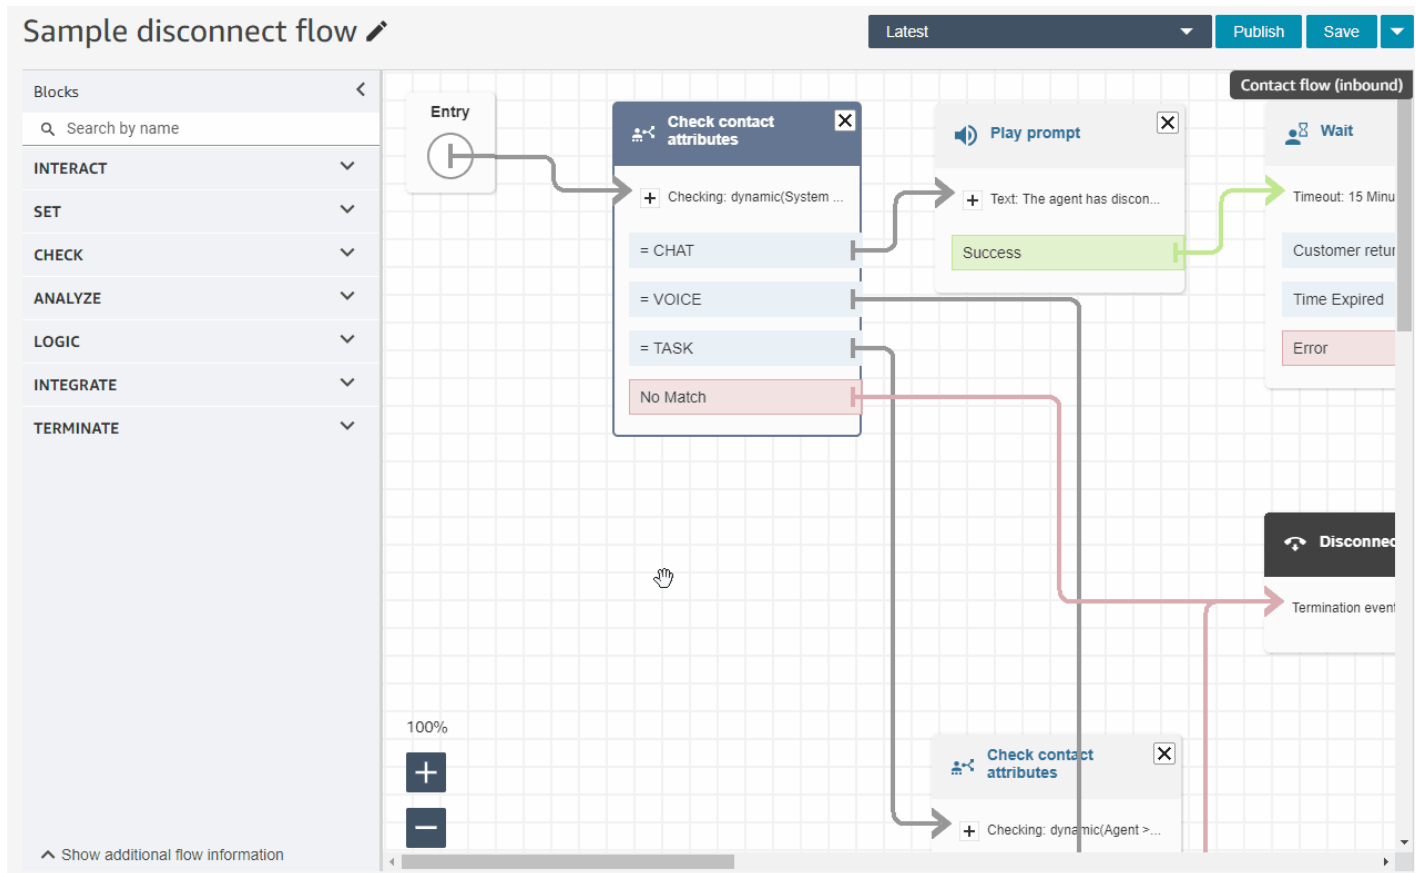 Sample disconnect flow
Latest
Publish
Save
Blocks
Search by name
INTERACT
SET
CHECK
ANALYZE
LOGIC
INTEGRATE
TERMINATE
Show additional flow information
Contact flow (inbound)
Entry
Check contact
attributes
Checking: dynamic(System ...
= CHAT
= VOICE
= TASK
No Match
Play prompt
Text: The agent has discon...
Success
Wait
Timeout: 15 Minu
Customer retur
Time Expired
Error
Disconnec
Termination event
100%
Check contact
attributes
Checking: dynamic(Agent >...